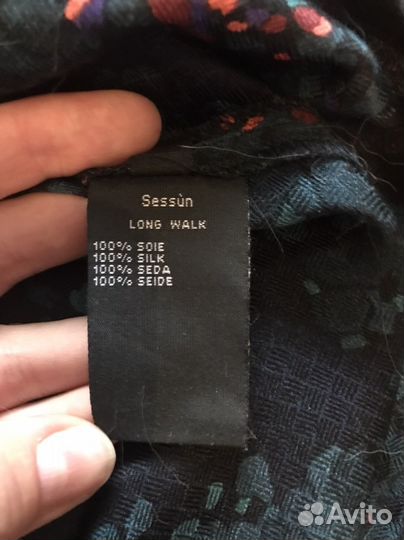 Sessùn
LONG WALK
100% SOIE
100% SILK
100% SEDA
100% SEIDE
Avito